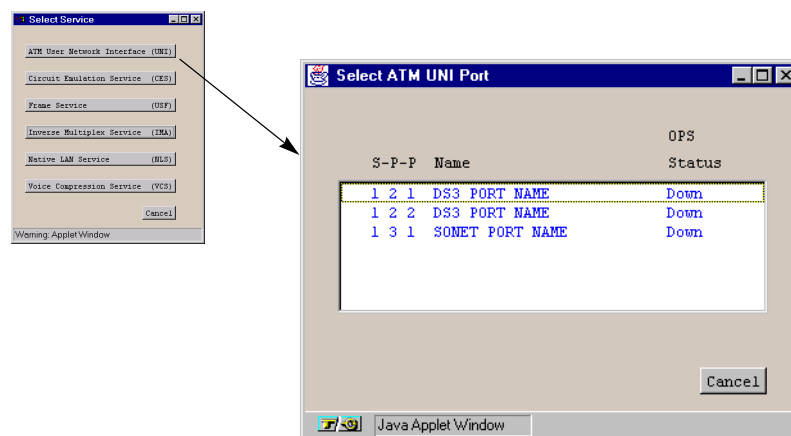 Select Service
ATM User Network Interface (UNI)
Circuit Emulation Service (CES)
Frame Service (USF)
Inverse Multiplex Service (IMA)
Native LAN Service (NLS)
Voice Compression Service (VCS)
Cancel
Warning: Applet Window
Select ATM UNI Port
OPS
S-P-P Name Status
1 2 1 DS3 PORT NAME Down
1 2 2 DS3 PORT NAME Down
1 3 1 SONET PORT NAME Down
Cancel
Java Applet Window